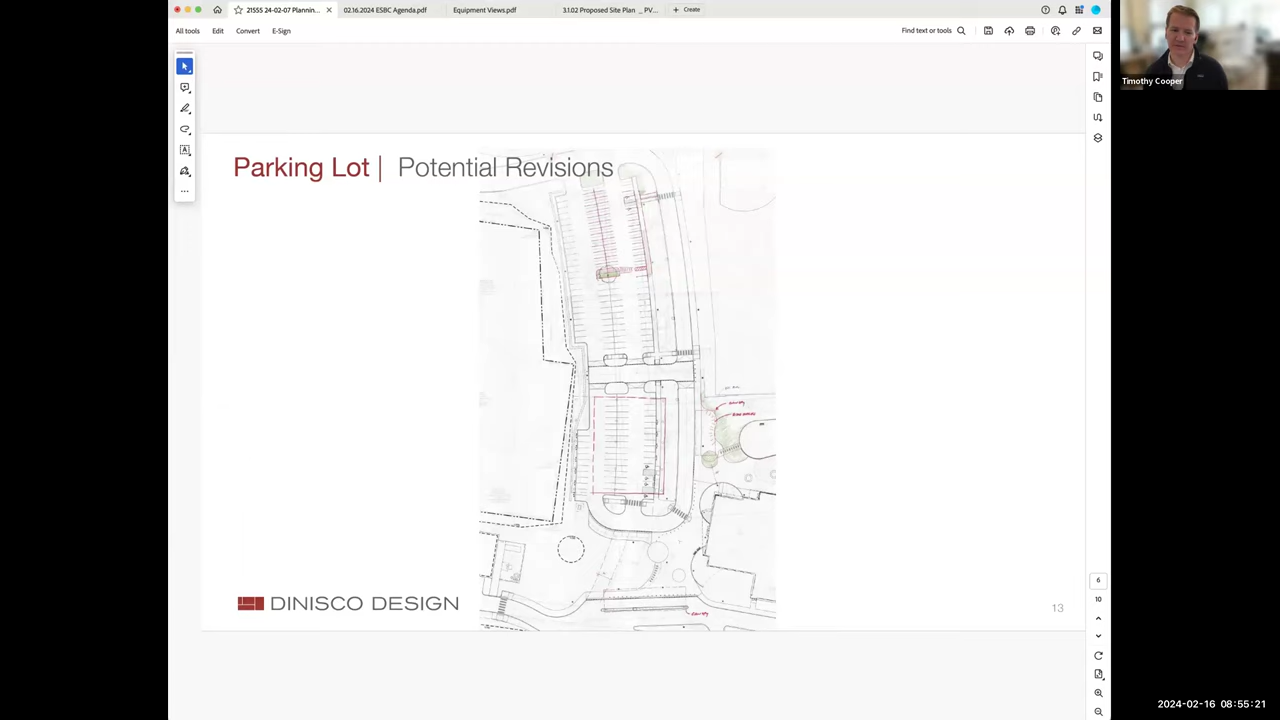 21555 24-02-07 Plannin...
02.16.2024 ESBC Agenda.pdf
Equipment Views.pdf
3.1.02 Proposed Site Plan _ PV...
+ Create
All tools
Edit
Convert
E-Sign
Find text or tools
Timothy Cooper
Parking Lot | Potential Revisions
DINISCO DESIGN
13
6
10
2024-02-16 08:55:21